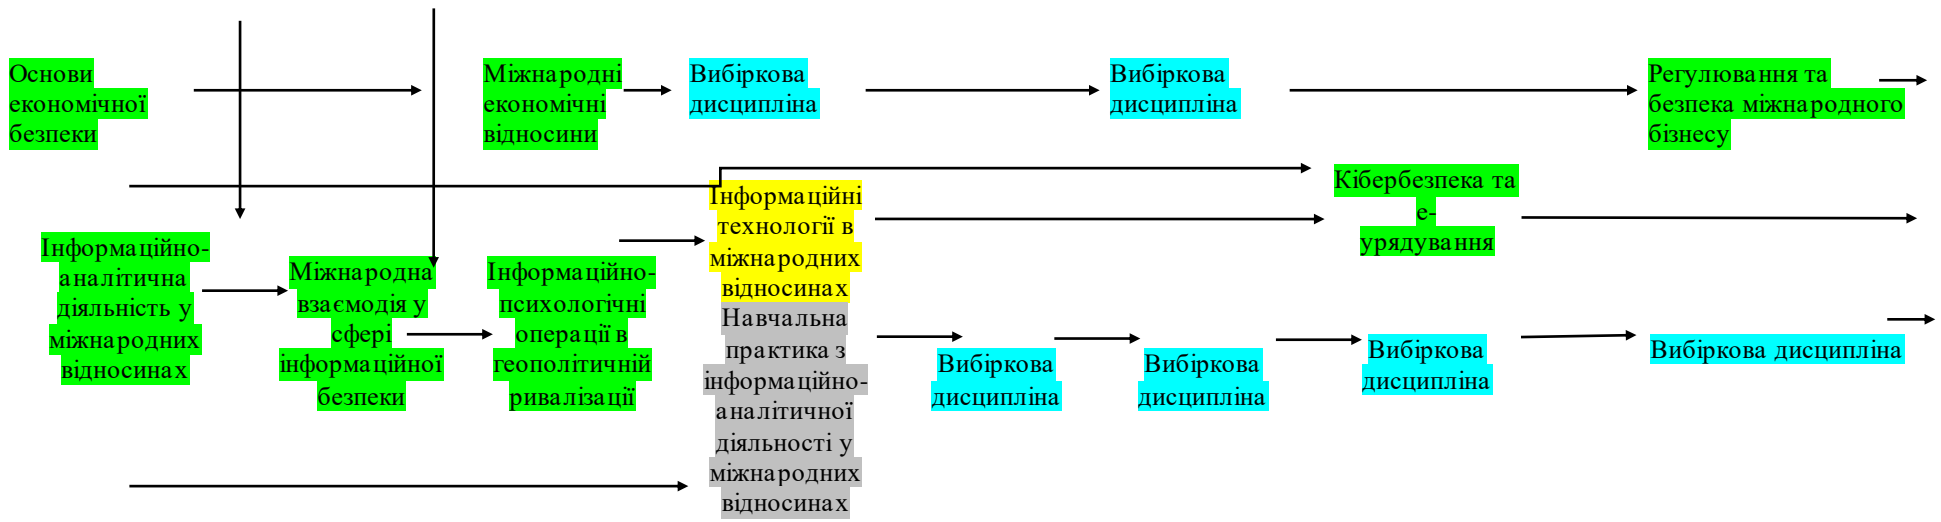 Основи
економічної
безпеки
Міжнародні
економічні
відносини
Вибіркова
дисципліна
Вибіркова
дисципліна
Регулювання та
безпека міжнародного
бізнесу
Інформаційно-
аналітична
діяльність у
міжнародних
відносинах
Міжнародна
взаємодія у
сфері
інформаційної
безпеки
Інформаційно-
психологічні
операції в
геополітичній
ривалізації
Інформаційні
технології в
міжнародних
відносинах
Навчальна
практика з
інформаційно-
аналітичної
діяльності у
міжнародних
відносинах
Кібербезпека та
е-
урядування
Вибіркова
дисципліна
Вибіркова
дисципліна
Вибіркова
дисципліна
Вибіркова дисципліна